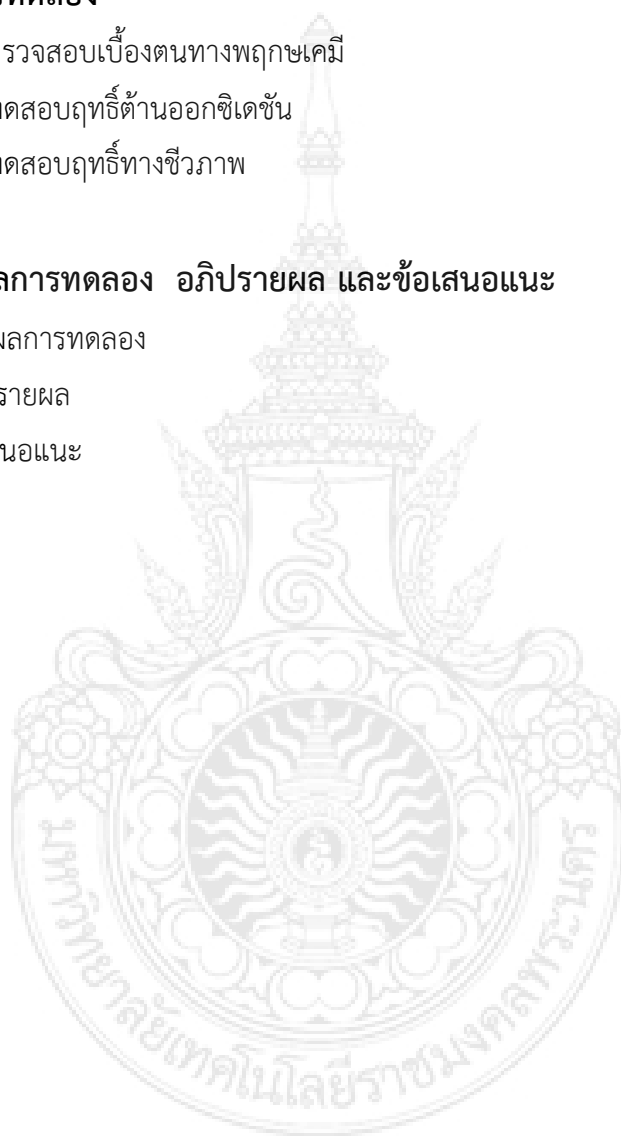 รวจสอบเบื้องตนทางพฤกษเคมี
ทดสอบฤทธิ์ต้านออกซิเดชัน
ทดสอบฤทธิ์ทางชีวภาพ
ลการทดลอง อภิปรายผล และข้อเสนอแนะ
ผลการทดลอง
รายผล
นอแนะ
มหาวิทยาลัยเทคโนโลยีราชมงคลพระนคร